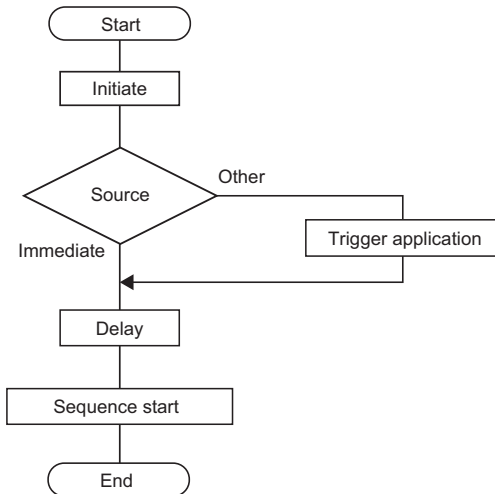 Start
Initiate
Source
Other
Trigger application
Immediate
Delay
Sequence start
End